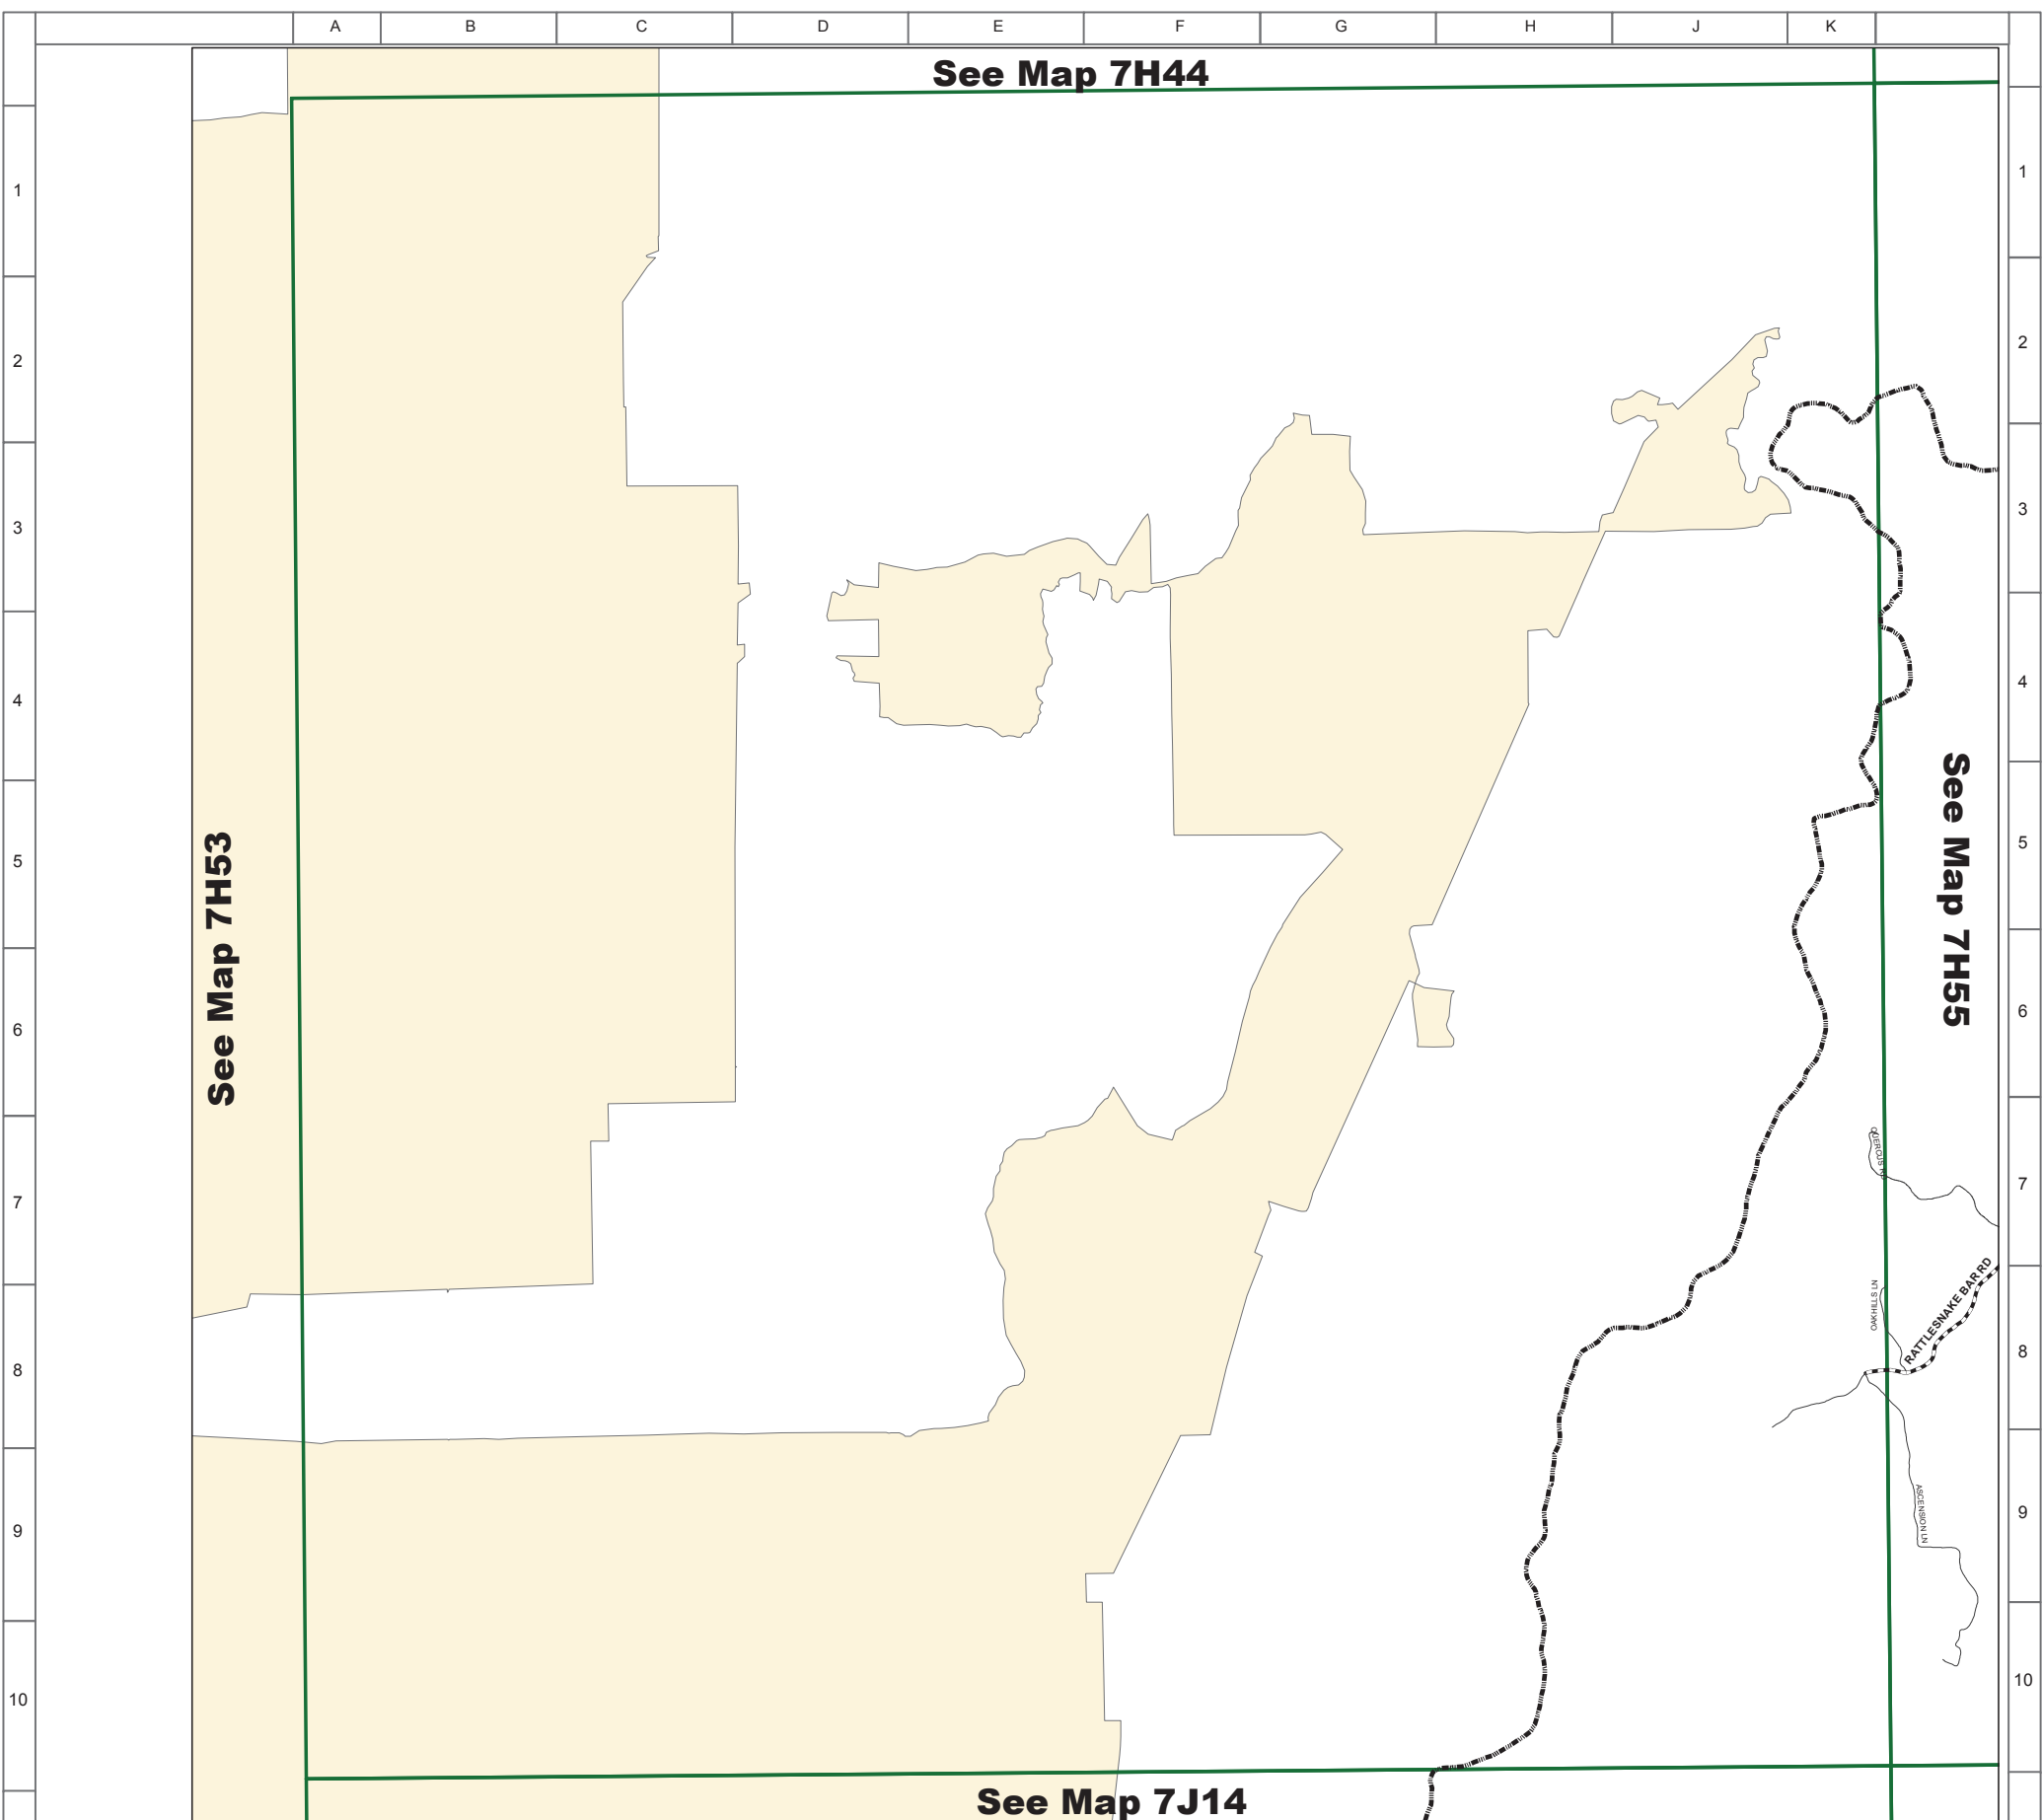 A B C D E F G H J K
See Map 7H44
1 1
2 2
3 3
4 4
See Map 7H53
See Map 7H55
5 5
6 6
QUERCUS RD
7 7
OAKHILLS LN
RATTLESNAKE BAR RD
8 8
ASCENSION LN
9 9
10 10
See Map 7J14